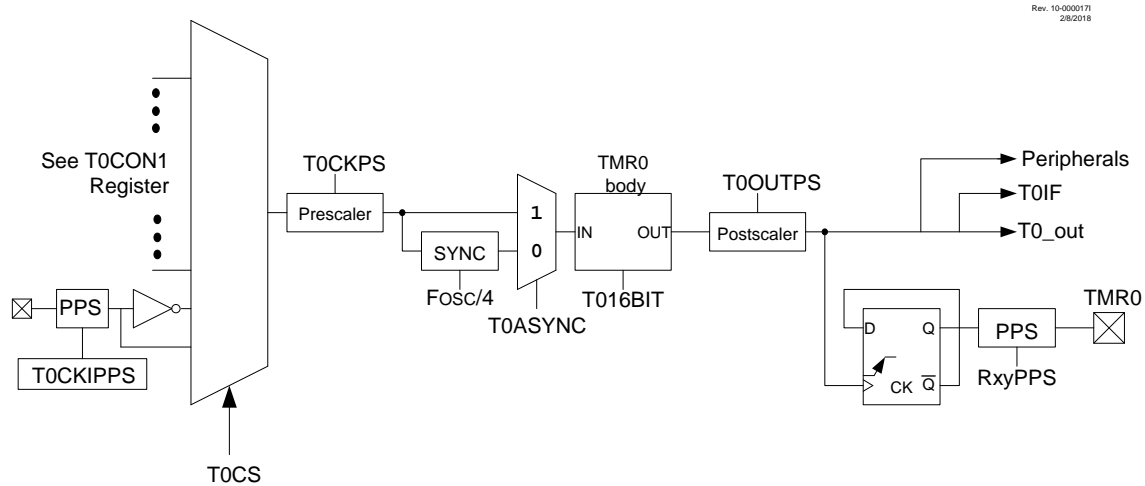 Rev. 10-000017I
2/8/2018
See T0CON1
Register
T0CKPS
Prescaler
SYNC
FOSC/4
1
0
T0ASYNC
TMR0
body
IN
OUT
T016BIT
T0OUTPS
Postscaler
Peripherals
T0IF
T0_out
PPS
T0CKIPPS
T0CS
D
Q
CK
Q
PPS
RxyPPS
TMR0